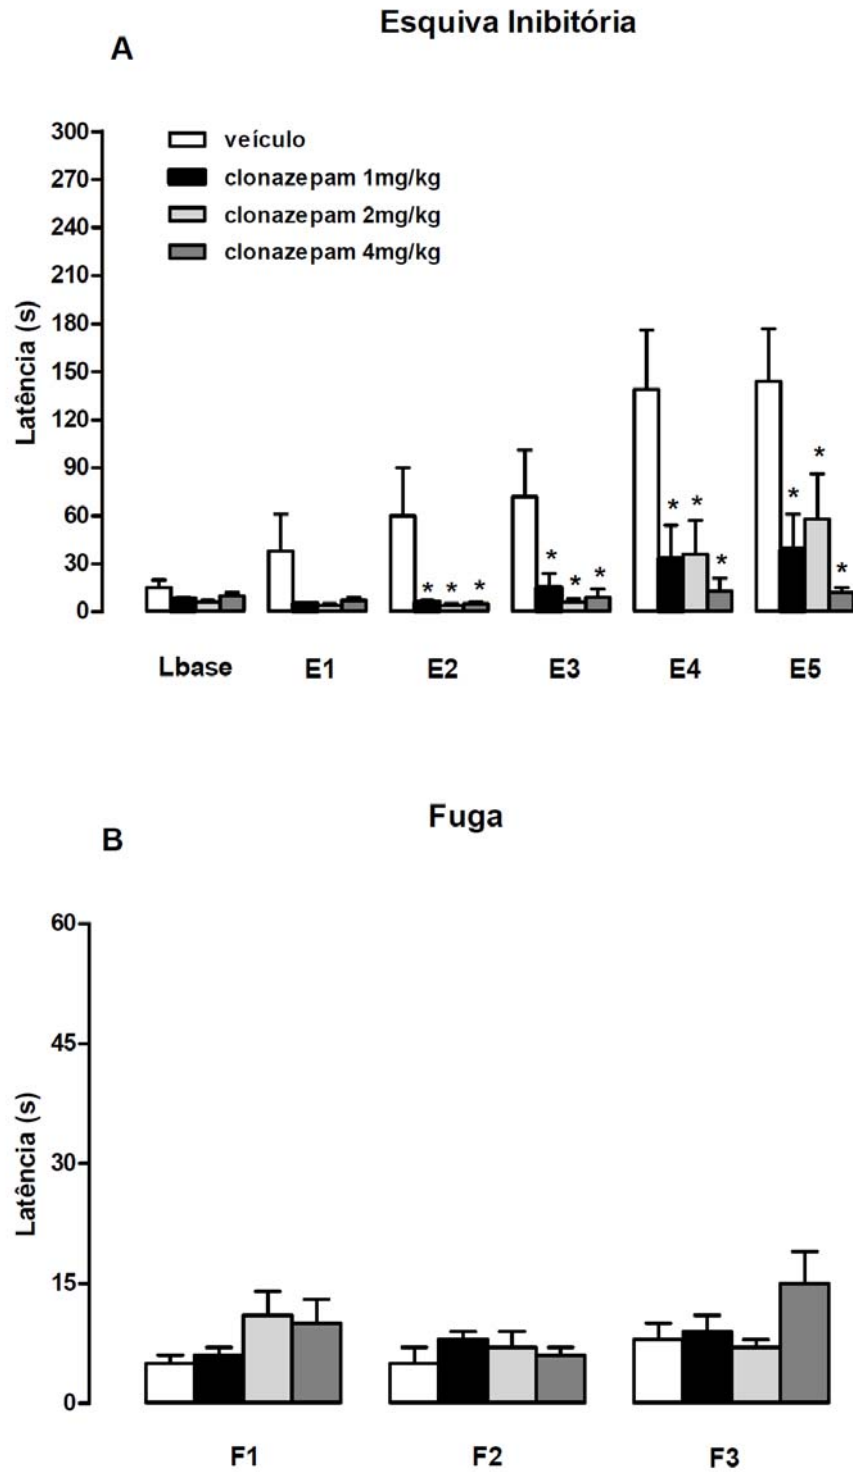 Esquiva Inibitória
A
300
270
240
210
180
150
120
90
60
30
0
Latência (s)
veículo
clonazepam 1mg/kg
clonazepam 2mg/kg
clonazepam 4mg/kg
* * *
* * *
* * *
* * *
Lbase E1 E2 E3 E4 E5
Fuga
B
60
45
30
15
0
Latência (s)
F1 F2 F3